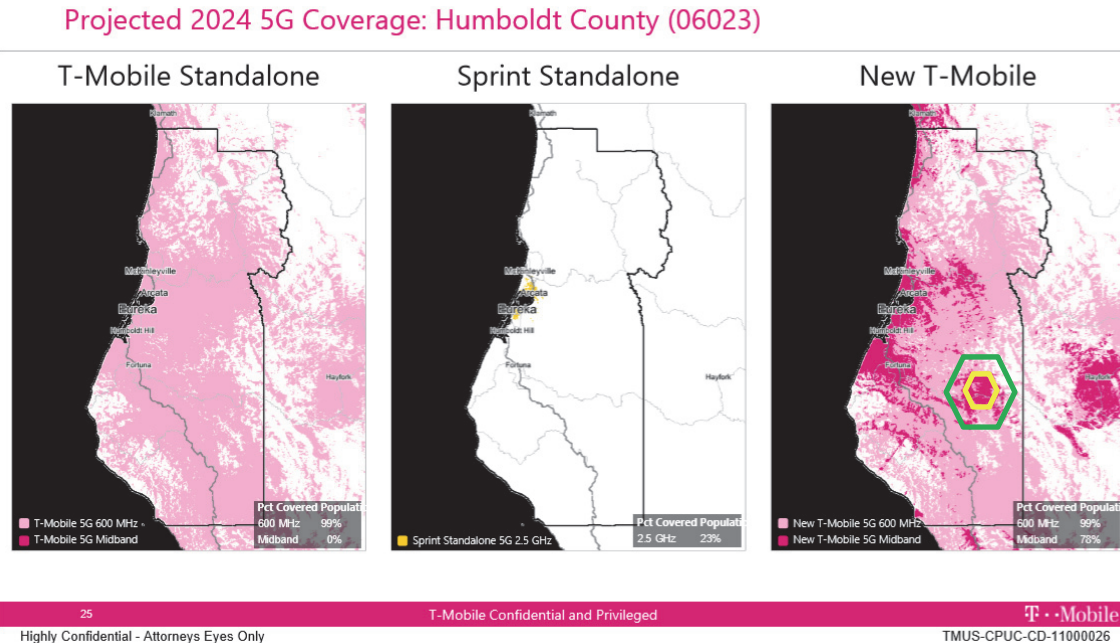 Projected 2024 5G Coverage: Humboldt County (06023)
T-Mobile Standalone
Sprint Standalone
New T-Mobile
Klamath
McKinleyville
Arcata
Eureka
Humboldt Hill
Fortuna
Hayfork
Pct Covered Populati
T-Mobile 5G 600 MHz
600 MHz 99%
T-Mobile 5G Midband
Midband 0%
Klamath
McKinleyville
Arcata
Eureka
Humboldt Hill
Fortuna
Hayfork
Pct Covered Populati
Sprint Standalone 5G 2.5 GHz
2.5 GHz 23%
Klamath
McKinleyville
Arcata
Eureka
Humboldt Hill
Fortuna
Hayfork
Pct Covered Populati
New T-Mobile 5G 600 MHz
600 MHz 99%
New T-Mobile 5G Midband
Midband 78%
25
T-Mobile Confidential and Privileged
T··Mobile
Highly Confidential - Attorneys Eyes Only
TMUS-CPUC-CD-11000026